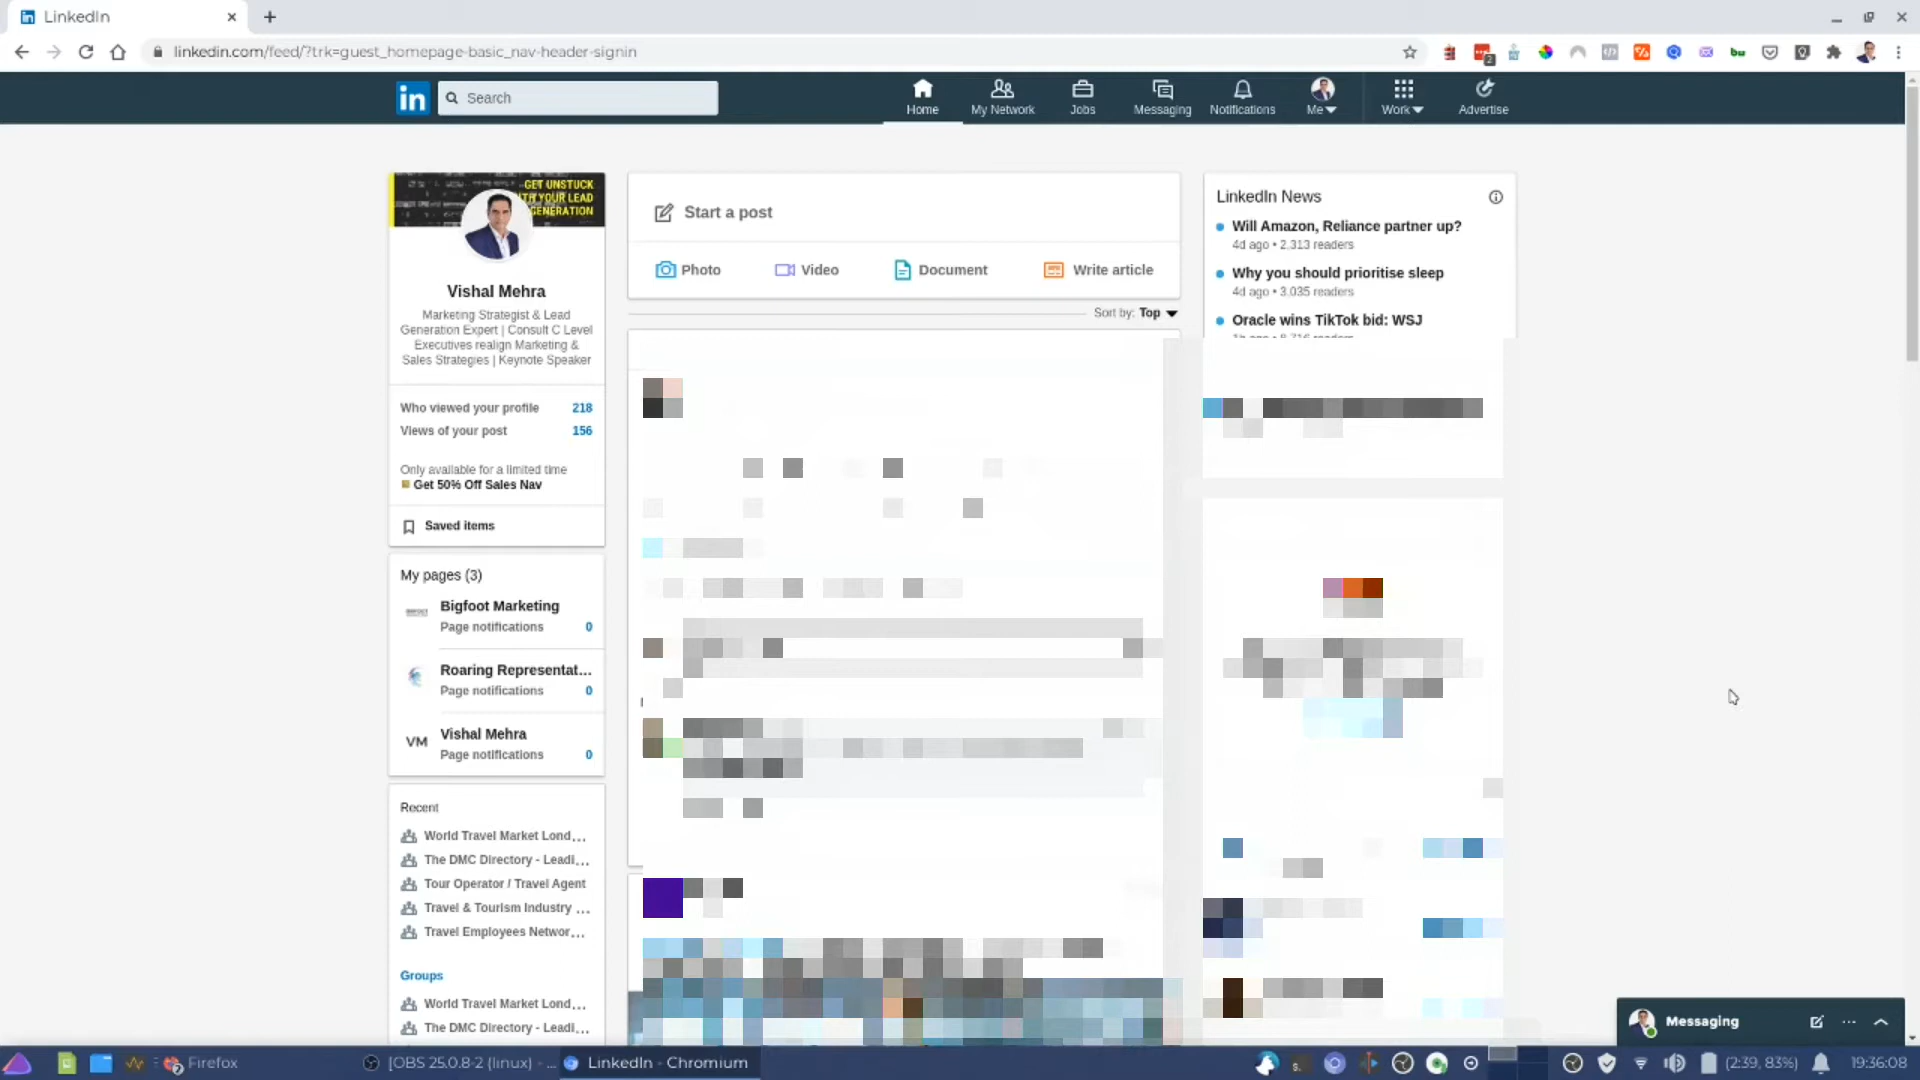 LinkedIn
linkedin.com/feed/?trk=guest_homepage-basic_nav-header-signin
2
in
Search
Home
My Network
Jobs
Messaging
Notifications
Me
Work
Advertise
GET UNSTUCK
WITH YOUR LEAD
GENERATION
Vishal Mehra
Marketing Strategist & Lead
Generation Expert | Consult C Level
Executives realign Marketing &
Sales Strategies | Keynote Speaker
Who viewed your profile 218
Views of your post 156
Only available for a limited time
Get 50% Off Sales Nav
Saved items
My pages (3)
Bigfoot Marketing
Page notifications 0
Roaring Representat...
Page notifications 0
VM
Vishal Mehra
Page notifications 0
Recent
World Travel Market Lond...
The DMC Directory - Leadi...
Tour Operator / Travel Agent
Travel & Tourism Industry ...
Travel Employees Networ...
Groups
World Travel Market Lond...
The DMC Directory - Leadi...
Start a post
Photo
Video
Document
Write article
Sort by: Top
LinkedIn News
Will Amazon, Reliance partner up?
4d ago • 2,313 readers
Why you should prioritise sleep
4d ago • 3,035 readers
Oracle wins TikTok bid: WSJ
Messaging
Firefox
[OBS 25.0.8-2 (linux) - ...
LinkedIn - Chromium
(2:39, 83%)
19:36:08